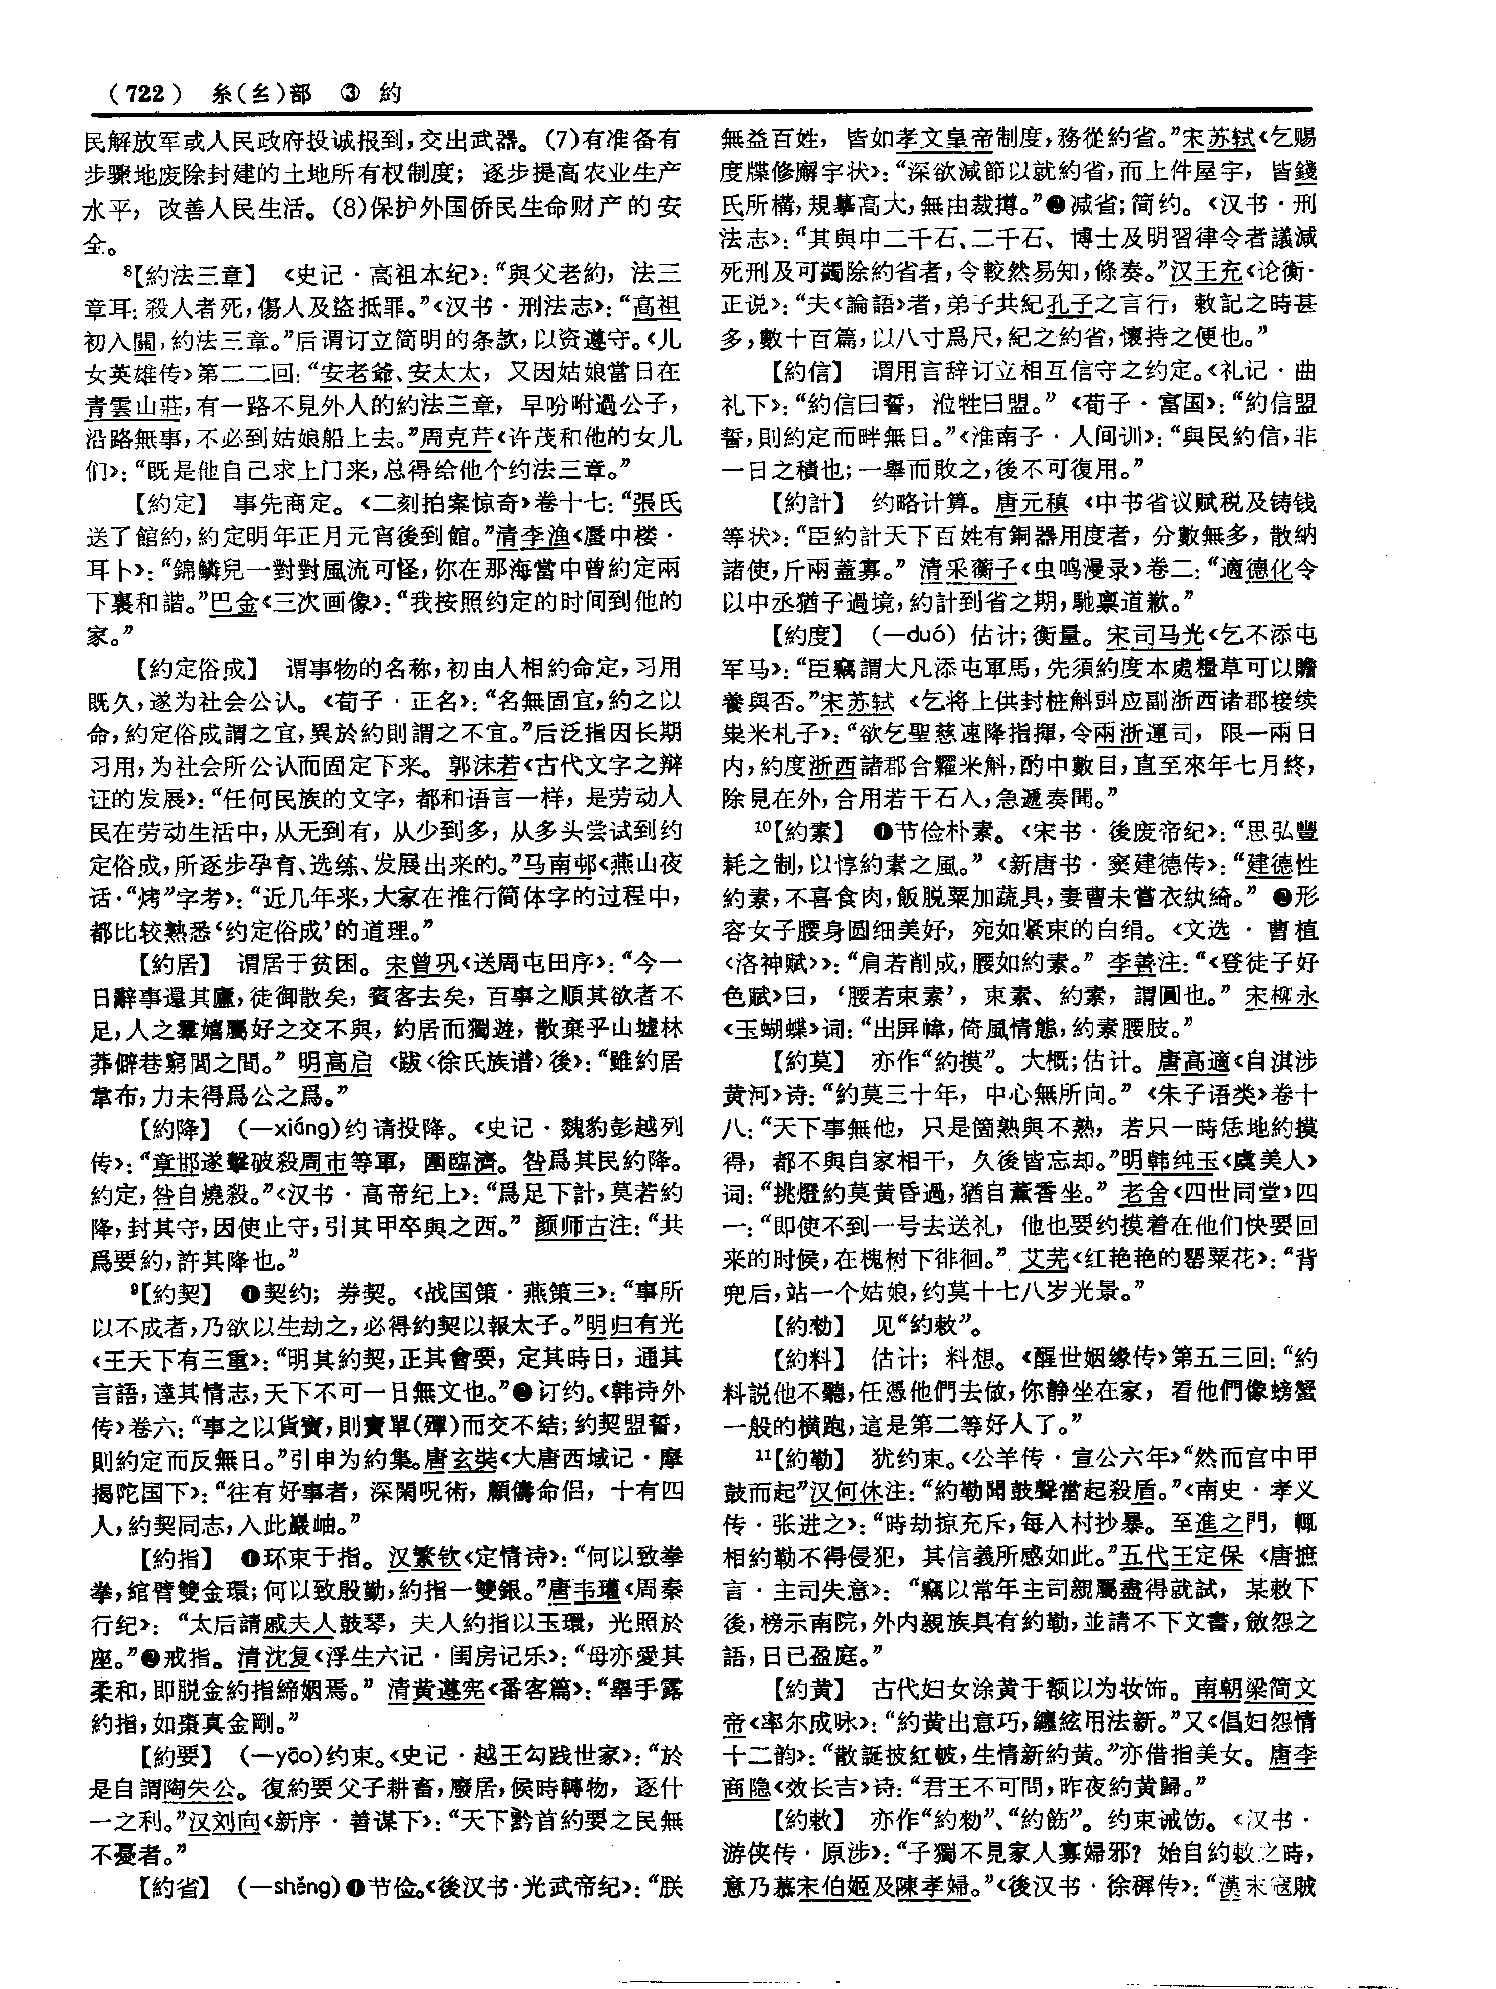 （722） 糸（纟）部 ③ 約
民解放军或人民政府投诚报到，交出武器。（7）有准备有
步骤地废除封建的土地所有权制度；逐步提高农业生产
水平，改善人民生活。（8）保护外国侨民生命财产的安
全。
⁸【約法三章】 《史记·高祖本纪》：“與父老約，法三
章耳：殺人者死，傷人及盜抵罪。”《汉书·刑法志》：“高祖
初入關，約法三章。”后谓订立简明的条款，以资遵守。《儿
女英雄传》第二二回：“安老爺、安太太，又因姑娘當日在
青雲山莊，有一路不見外人的約法三章，早吩咐過公子，
沿路無事，不必到姑娘船上去。”周克芹《许茂和他的女儿
们》：“既是他自己求上门来，总得给他个约法三章。”
【約定】 事先商定。《二刻拍案惊奇》卷十七：“張氏
送了館約，約定明年正月元宵後到館。”清李渔《蜃中楼·
耳卜》：“錦鱗兒一對對風流可怪，你在那海當中曾約定兩
下裏和諧。”巴金《三次画像》：“我按照约定的时间到他的
家。”
【約定俗成】 谓事物的名称，初由人相約命定，习用
既久，遂为社会公认。《荀子·正名》：“名無固宜，約之以
命，約定俗成謂之宜，異於約則謂之不宜。”后泛指因长期
习用，为社会所公认而固定下来。郭沫若《古代文字之辩
证的发展》：“任何民族的文字，都和语言一样，是劳动人
民在劳动生活中，从无到有，从少到多，从多头尝试到约
定俗成，所逐步孕育、选练、发展出来的。”马南邨《燕山夜
话·“烤”字考》：“近几年来，大家在推行简体字的过程中，
都比较熟悉‘约定俗成’的道理。”
【約居】 谓居于贫困。宋曾巩《送周屯田序》：“今一
日辭事還其廬，徒御散矣，賓客去矣，百事之順其欲者不
足，人之羣嬉屬好之交不與，約居而獨遊，散棄乎山墟林
莽僻巷窮閭之間。”明高启《跋〈徐氏族谱〉後》：“雖約居
韋布，力未得爲公之爲。”
【約降】 （—xiáng）约请投降。《史记·魏豹彭越列
传》：“章邯遂擊破殺周市等軍，圍臨濟。咎爲其民約降。
約定，咎自燒殺。”《汉书·高帝纪上》：“爲足下計，莫若約
降，封其守，因使止守，引其甲卒與之西。”颜师古注：“共
爲要約，許其降也。”
⁹【約契】 ❶契约；券契。《战国策·燕策三》：“事所
以不成者，乃欲以生劫之，必得約契以報太子。”明归有光
《王天下有三重》：“明其約契，正其會要，定其時日，通其
言語，達其情志，天下不可一日無文也。”❷订约。《韩诗外
传》卷六：“事之以貨寶，則寶單（殫）而交不結；約契盟誓，
則約定而反無日。”引申为約集。唐玄奘《大唐西域记·摩
揭陀国下》：“往有好事者，深閑呪術，顧儔命侣，十有四
人，約契同志，入此巖岫。”
【約指】 ❶环束于指。汉繁钦《定情诗》：“何以致拳
拳，綰臂雙金環；何以致殷勤，約指一雙銀。”唐韦瓘《周秦
行纪》：“太后請戚夫人鼓琴，夫人約指以玉環，光照於
座。”❷戒指。清沈复《浮生六记·闺房记乐》：“母亦愛其
柔和，即脱金約指締姻焉。”清黄遵宪《番客篇》：“舉手露
約指，如棗真金剛。”
【約要】 （—yāo）约束。《史记·越王勾践世家》：“於
是自謂陶朱公。復約要父子耕畜，廢居，候時轉物，逐什
一之利。”汉刘向《新序·善谋下》：“天下黔首約要之民無
不憂者。”
【約省】 （—shěng）❶节俭。《後汉书·光武帝纪》：“朕
無益百姓，皆如孝文皇帝制度，務從約省。”宋苏轼《乞赐
度牒修廨宇状》：“深欲減節以就約省，而上件屋宇，皆錢
氏所構，規摹高大，無由裁撙。”❷减省；简约。《汉书·刑
法志》：“其與中二千石、二千石、博士及明習律令者議減
死刑及可蠲除約省者，令較然易知，條奏。”汉王充《论衡·
正说》：“夫《論語》者，弟子共紀孔子之言行，敕記之時甚
多，數十百篇，以八寸爲尺，紀之約省，懷持之便也。”
【約信】 谓用言辞订立相互信守之约定。《礼记·曲
礼下》：“約信曰誓，涖牲曰盟。”《荀子·富国》：“約信盟
誓，則約定而畔無日。”《淮南子·人间训》：“與民約信，非
一日之積也；一舉而敗之，後不可復用。”
【約計】 约略计算。唐元稹《中书省议赋税及铸钱
等状》：“臣約計天下百姓有銅器用度者，分數無多，散納
諸使，斤兩蓋寡。”清采蘅子《虫鸣漫录》卷二：“適德化令
以中丞猶子過境，約計到省之期，馳禀道歉。”
【約度】 （—duó）估计；衡量。宋司马光《乞不添屯
军马》：“臣竊謂大凡添屯軍馬，先須約度本處糧草可以贍
養與否。”宋苏轼《乞将上供封桩斛㪷应副浙西诸郡接续
粜米札子》：“欲乞聖慈速降指揮，令兩浙運司，限一兩日
内，約度浙西諸郡合糴米斛，酌中數目，直至來年七月終，
除見在外，合用若干石人，急遞奏聞。”
¹⁰【約素】 ❶节俭朴素。《宋书·後废帝纪》：“思弘豐
耗之制，以惇約素之風。”《新唐书·窦建德传》：“建德性
約素，不喜食肉，飯脱粟加蔬具，妻曹未嘗衣紈綺。”❷形
容女子腰身圆细美好，宛如紧束的白绢。《文选·曹植
〈洛神赋〉》：“肩若削成，腰如約素。”李善注：“《登徒子好
色賦》曰，‘腰若束素’，束素、約素，謂圓也。”宋柳永
《玉蝴蝶》词：“出屏幃，倚風情態，約素腰肢。”
【約莫】 亦作“約摸”。大概；估计。唐高適《自淇涉
黄河》诗：“約莫三十年，中心無所向。”《朱子语类》卷十
八：“天下事無他，只是箇熟與不熟，若只一時恁地約摸
得，都不與自家相干，久後皆忘却。”明韩纯玉《虞美人》
词：“挑燈約莫黄昏過，猶自薰香坐。”老舍《四世同堂》四
一：“即使不到一号去送礼，他也要约摸着在他们快要回
来的时候，在槐树下徘徊。”艾芜《红艳艳的罂粟花》：“背
兜后，站一个姑娘，约莫十七八岁光景。”
【約勑】 见“約敕”。
【約料】 估计；料想。《醒世姻缘传》第五三回：“約
料説他不聽，任憑他們去做，你静坐在家，看他們像螃蟹
一般的横跑，這是第二等好人了。”
¹¹【約勒】 犹约束。《公羊传·宣公六年》“然而宫中甲
鼓而起”汉何休注：“約勒聞鼓聲當起殺盾。”《南史·孝义
传·张进之》：“時劫掠充斥，每入村抄暴。至進之門，輒
相約勒不得侵犯，其信義所感如此。”五代王定保《唐摭
言·主司失意》：“竊以常年主司親屬盡得就試，某敕下
後，榜示南院，外内親族具有約勒，並請不下文書，斂怨之
語，日已盈庭。”
【約黄】 古代妇女涂黄于额以为妆饰。南朝梁简文
帝《率尔成咏》：“約黄出意巧，纏絃用法新。”又《倡妇怨情
十二韵》：“散誕披紅帔，生情新約黄。”亦借指美女。唐李
商隐《效长吉》诗：“君王不可問，昨夜約黄歸。”
【約敕】 亦作“約勑”、“約飭”。约束诫饬。《汉书·
游侠传·原涉》：“子獨不見家人寡婦邪？始自約敕之時，
意乃慕宋伯姬及陳孝婦。”《後汉书·徐稺传》：“漢末寇賊